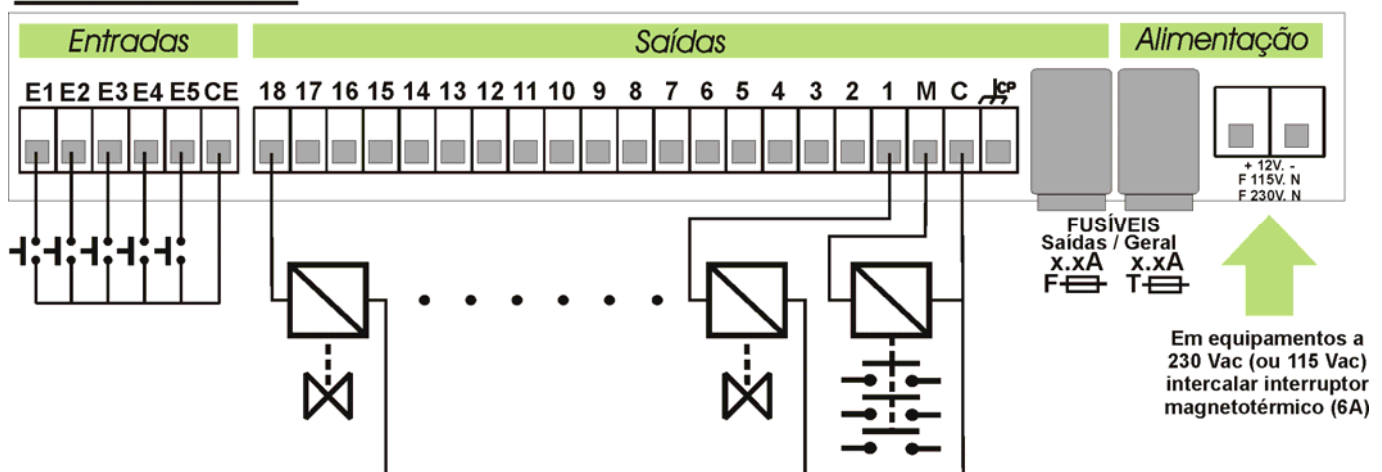 Entradas Saídas Alimentação
E1 E2 E3 E4 E5 CE 18 17 16 15 14 13 12 11 10 9 8 7 6 5 4 3 2 1 M C CP
+ 12V. -
F 115V. N
F 230V. N
FUSÍVEIS
Saídas / Geral
x.xA x.xA
F T
Em equipamentos a
230 Vac (ou 115 Vac)
intercalar interruptor
magnetotérmico (6A)